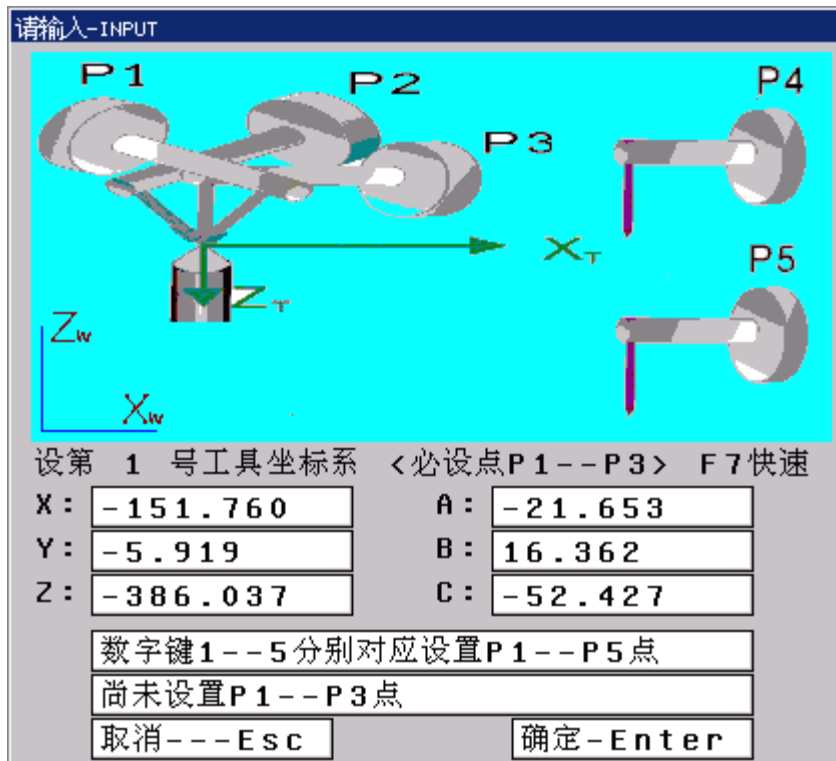 请输入-INPUT
P1
P2
P4
P3
XT
P5
ZT
Zw
Xw
设第 1 号工具坐标系 <必设点P1--P3> F7快速
X: -151.760 A: -21.653
Y: -5.919 B: 16.362
Z: -386.037 C: -52.427
数字键1--5分别对应设置P1--P5点
尚未设置P1--P3点
取消---Esc 确定-Enter